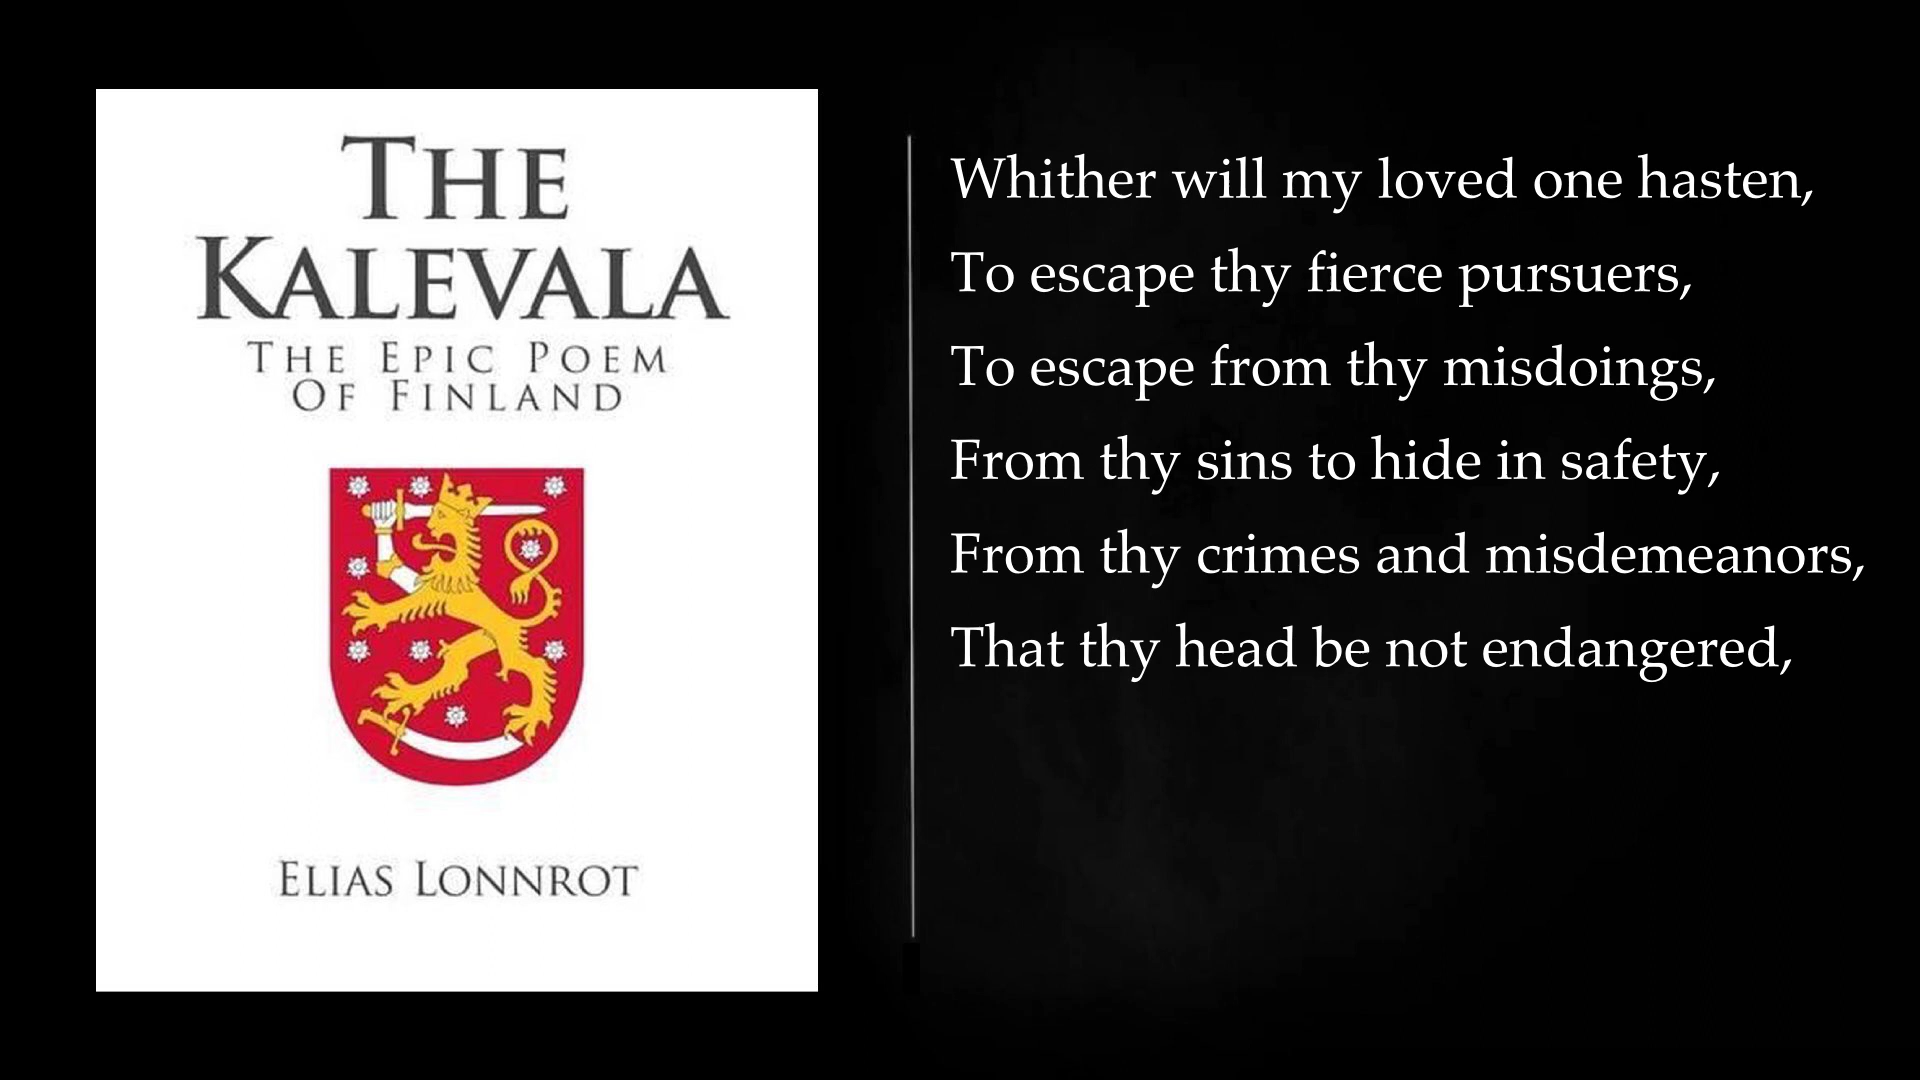 THE
KALEVALA
THE EPIC POEM
OF FINLAND
ELIAS LONNROT
Whither will my loved one hasten,
To escape thy fierce pursuers,
To escape from thy misdoings,
From thy sins to hide in safety,
From thy crimes and misdemeanors,
That thy head be not endangered,